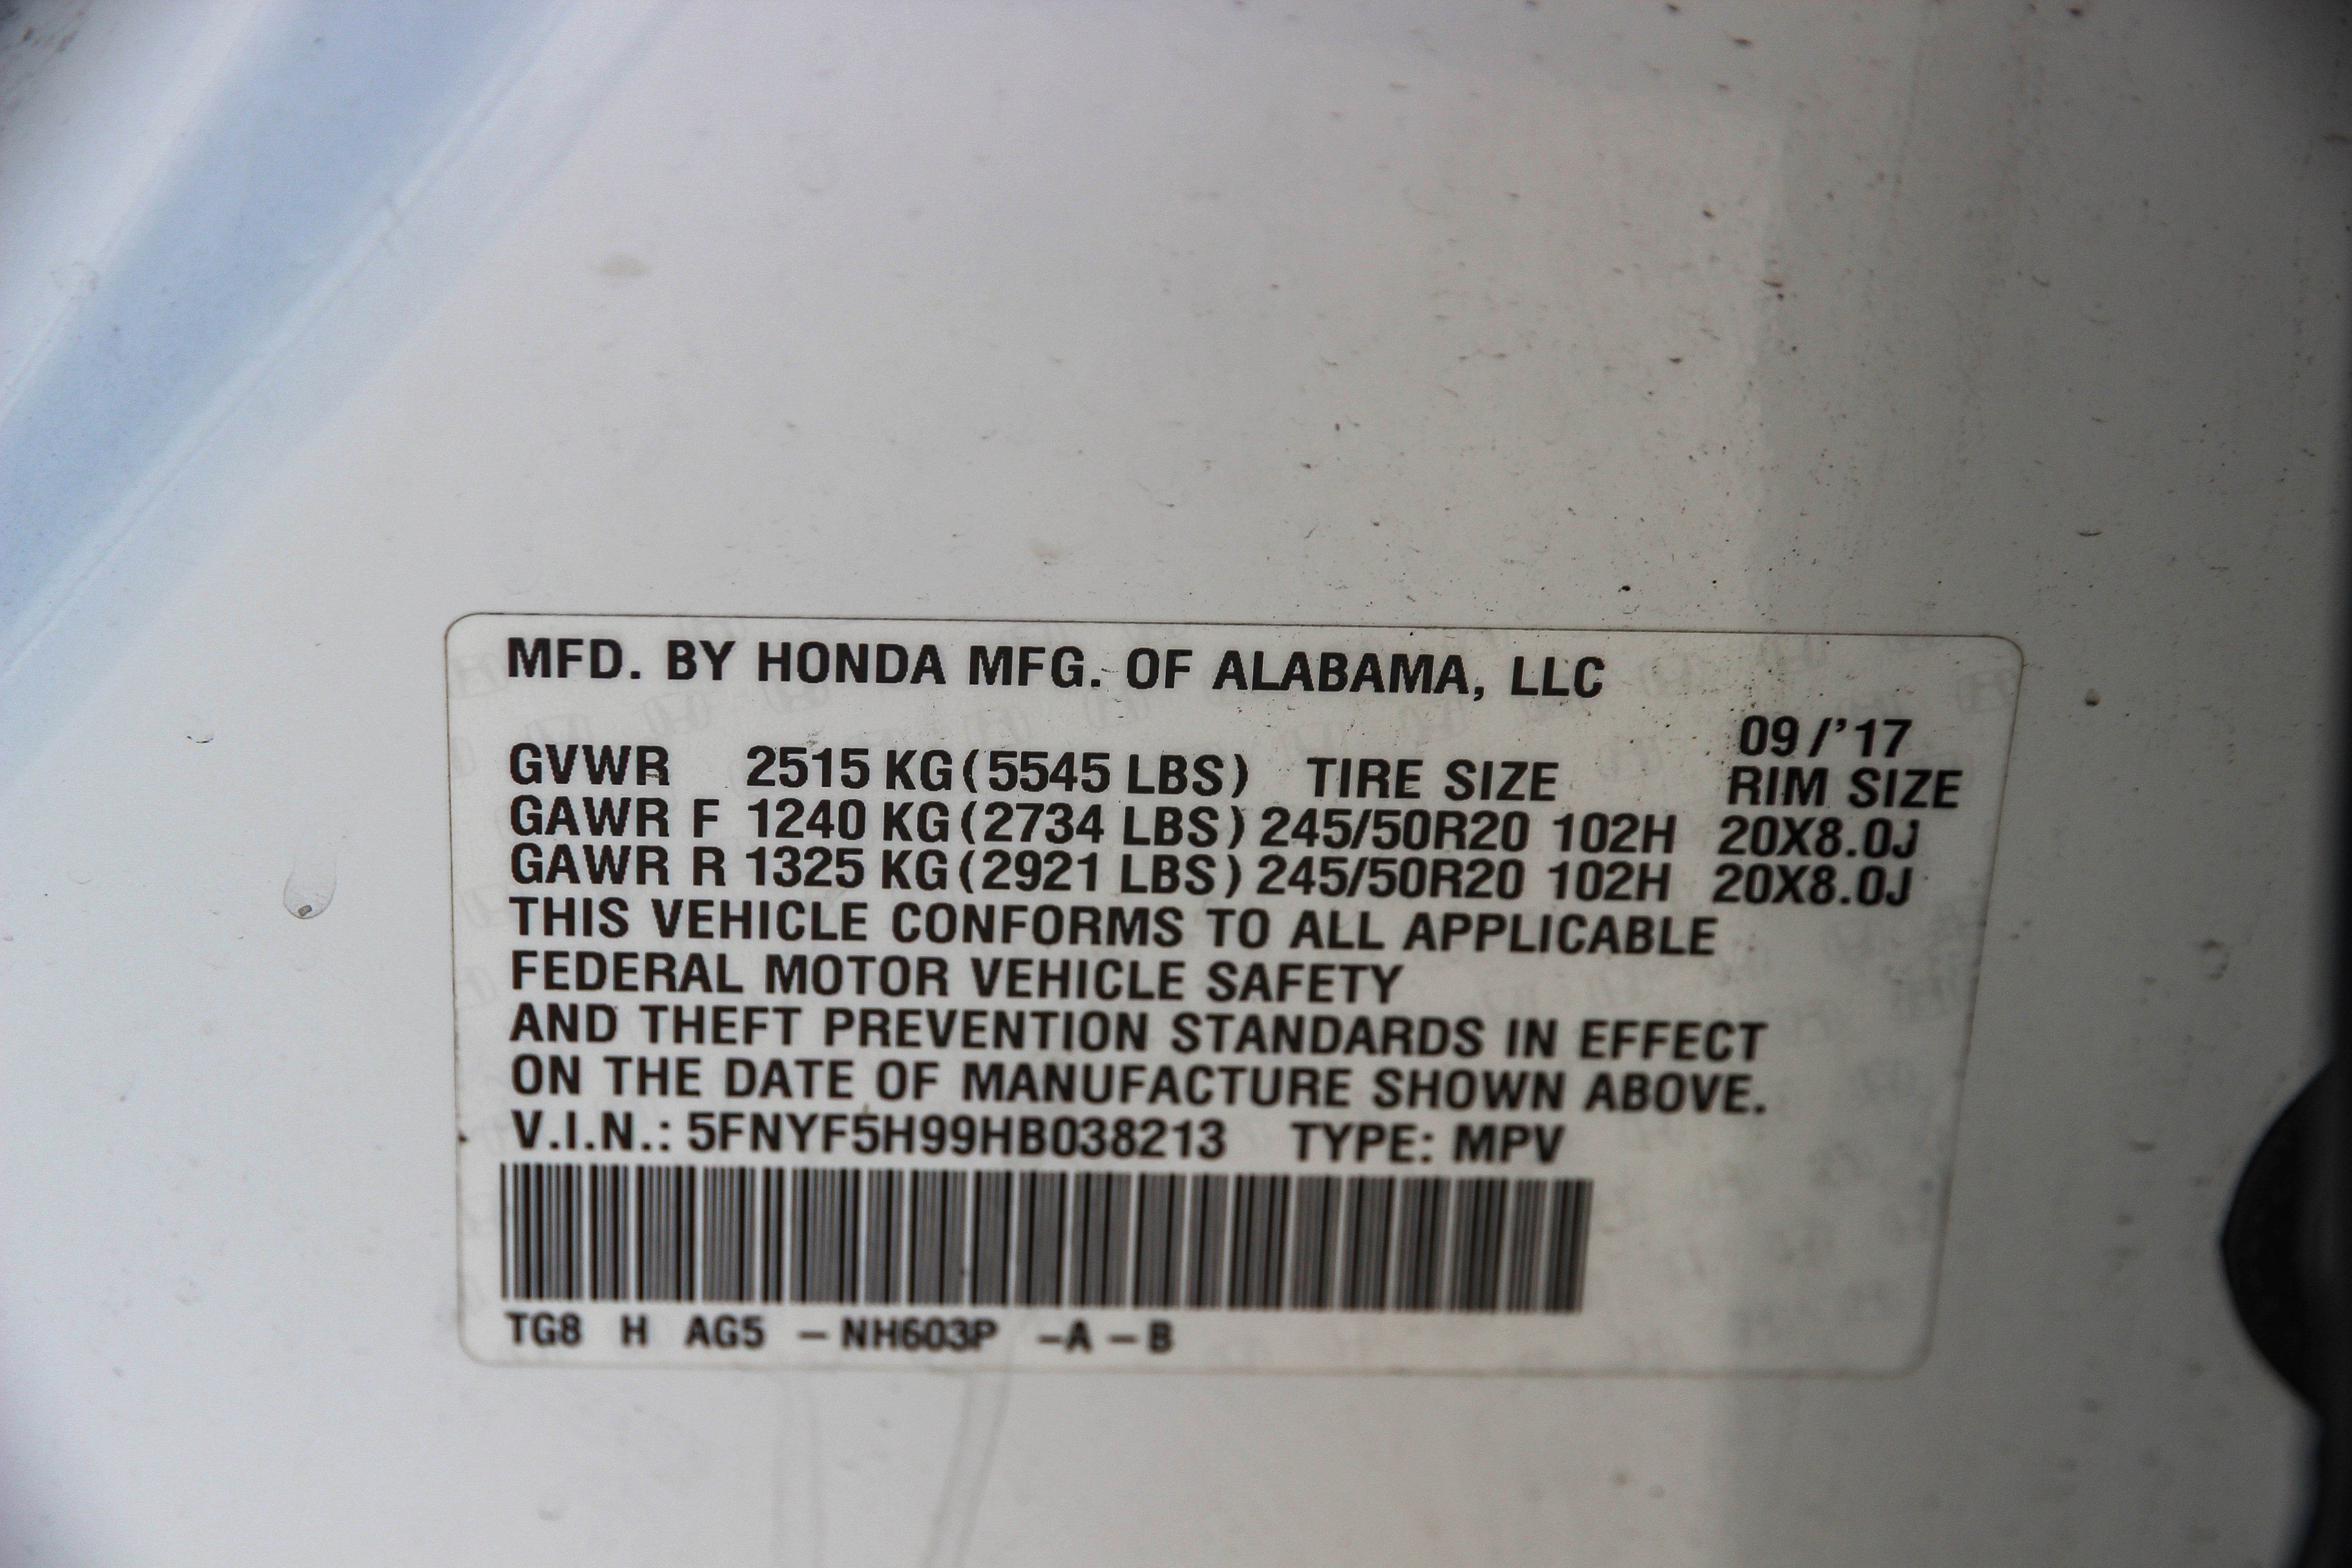 MFD. BY HONDA MFG. OF ALABAMA, LLC
09/'17
GVWR 2515 KG (5545 LBS) TIRE SIZE RIM SIZE
GAWR F 1240 KG (2734 LBS) 245/50R20 102H 20X8.0J
GAWR R 1325 KG (2921 LBS) 245/50R20 102H 20X8.0J
THIS VEHICLE CONFORMS TO ALL APPLICABLE
FEDERAL MOTOR VEHICLE SAFETY
AND THEFT PREVENTION STANDARDS IN EFFECT
ON THE DATE OF MANUFACTURE SHOWN ABOVE.
V.I.N.: 5FNYF5H99HB038213 TYPE: MPV
TG8 H AG5 – NH603P –A – B